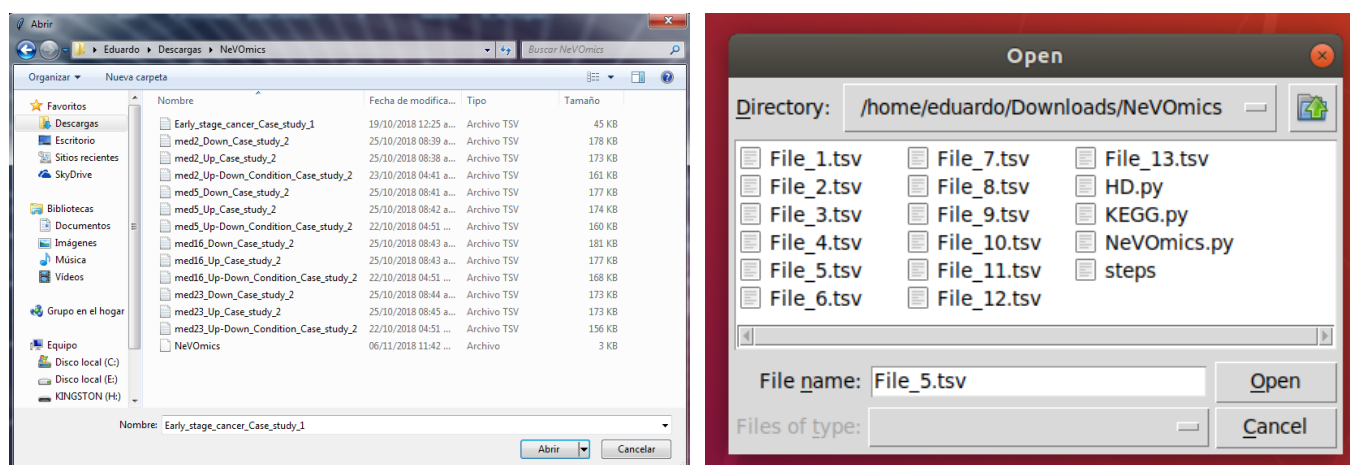 Abrir
Eduardo ▸ Descargas ▸ NeVOmics
Buscar NeVOmics
Organizar
Nueva carpeta
Favoritos
Descargas
Escritorio
Sitios recientes
SkyDrive
Bibliotecas
Documentos
Imágenes
Música
Vídeos
Grupo en el hogar
Equipo
Disco local (C:)
Disco local (E:)
KINGSTON (H:)
Nombre Fecha de modifica... Tipo Tamaño
Early_stage_cancer_Case_study_1 19/10/2018 12:25 a... Archivo TSV 45 KB
med2_Down_Case_study_2 25/10/2018 08:39 a... Archivo TSV 178 KB
med2_Up_Case_study_2 25/10/2018 08:38 a... Archivo TSV 173 KB
med2_Up-Down_Condition_Case_study_2 23/10/2018 04:41 a... Archivo TSV 161 KB
med5_Down_Case_study_2 25/10/2018 08:41 a... Archivo TSV 177 KB
med5_Up_Case_study_2 25/10/2018 08:42 a... Archivo TSV 174 KB
med5_Up-Down_Condition_Case_study_2 22/10/2018 04:51 ... Archivo TSV 160 KB
med16_Down_Case_study_2 25/10/2018 08:43 a... Archivo TSV 181 KB
med16_Up_Case_study_2 25/10/2018 08:43 a... Archivo TSV 177 KB
med16_Up-Down_Condition_Case_study_2 22/10/2018 04:51 ... Archivo TSV 168 KB
med23_Down_Case_study_2 25/10/2018 08:44 a... Archivo TSV 173 KB
med23_Up_Case_study_2 25/10/2018 08:45 a... Archivo TSV 173 KB
med23_Up-Down_Condition_Case_study_2 22/10/2018 04:51 ... Archivo TSV 156 KB
NeVOmics 06/11/2018 11:42 ... Archivo 3 KB
Nombre: Early_stage_cancer_Case_study_1
Abrir
Cancelar
Open
Directory: /home/eduardo/Downloads/NeVOmics
File_1.tsv File_7.tsv File_13.tsv
File_2.tsv File_8.tsv HD.py
File_3.tsv File_9.tsv KEGG.py
File_4.tsv File_10.tsv NeVOmics.py
File_5.tsv File_11.tsv steps
File_6.tsv File_12.tsv
File name: File_5.tsv
Open
Files of type:
Cancel